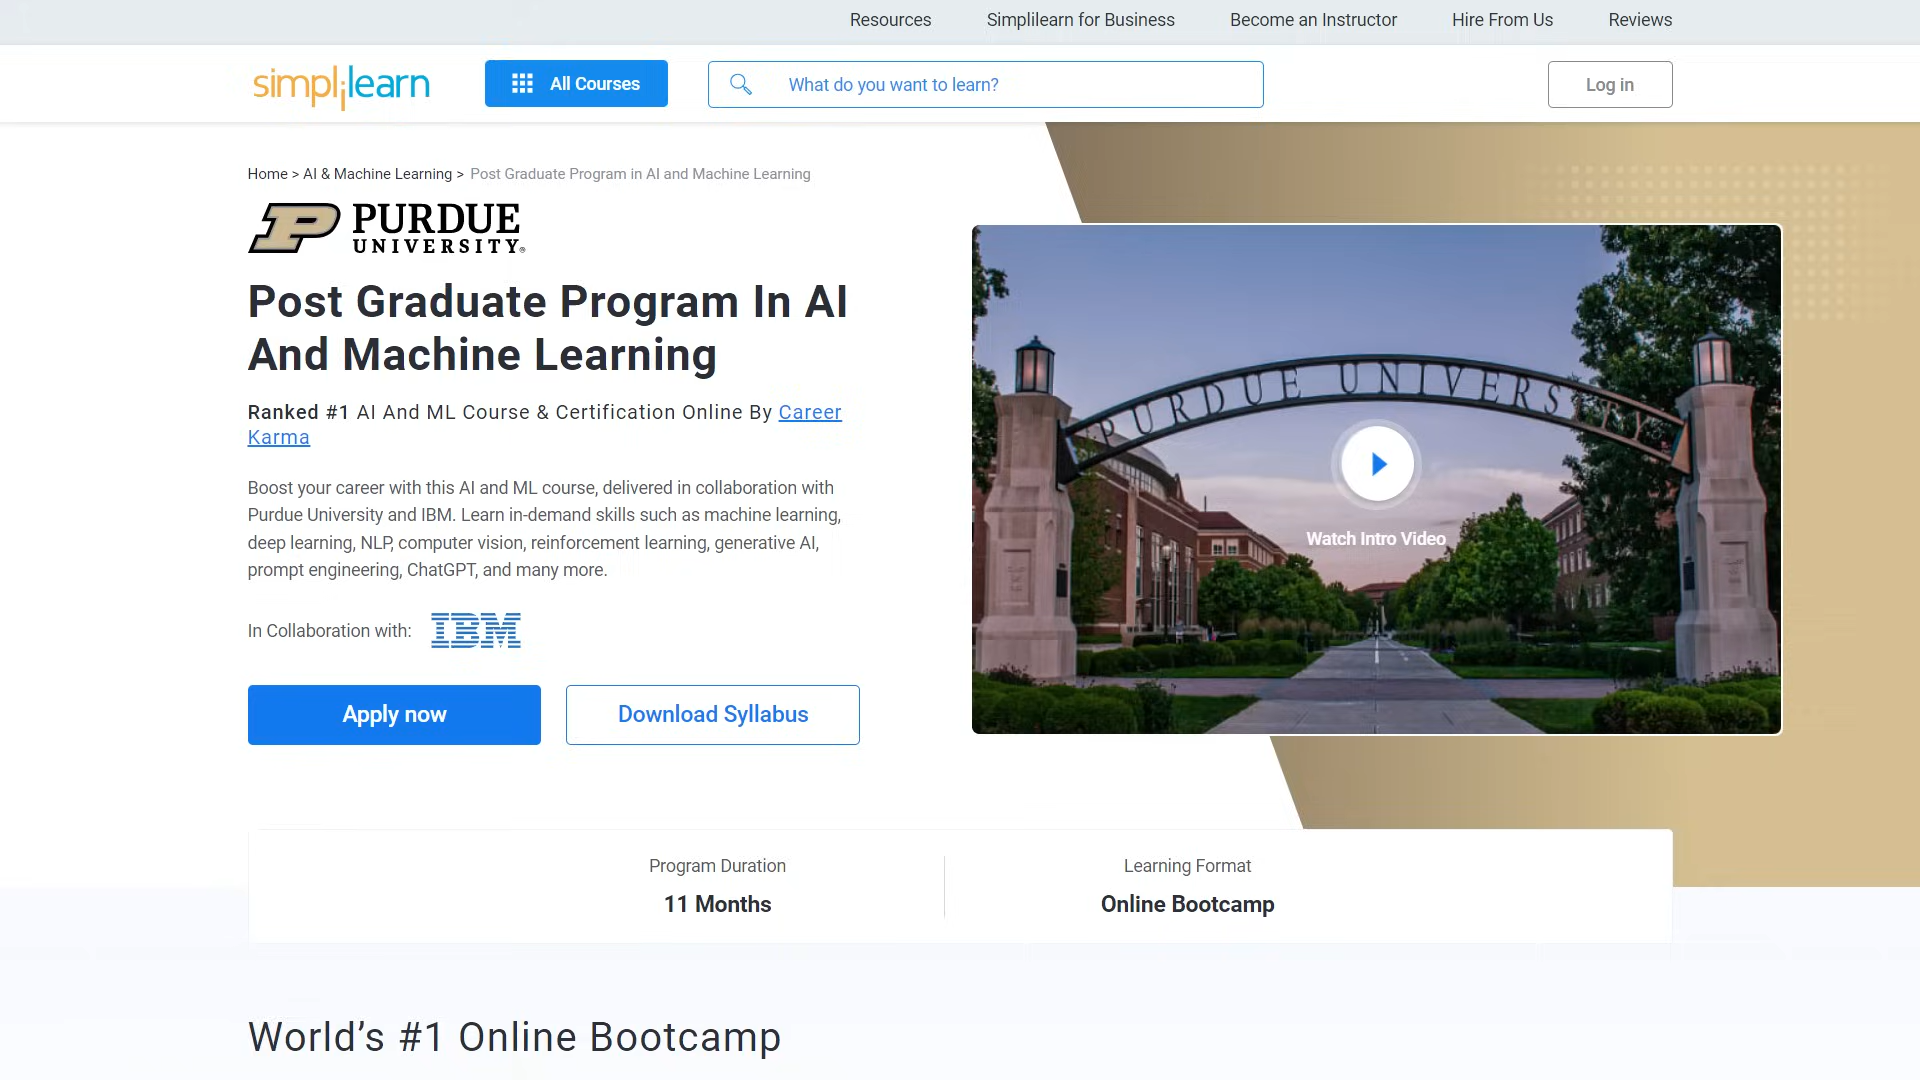 Resources Simplilearn for Business Become an Instructor Hire From Us Reviews
simplilearn All Courses What do you want to learn? Log in
Home > AI & Machine Learning > Post Graduate Program in AI and Machine Learning
P PURDUE
UNIVERSITY®
Post Graduate Program In AI
And Machine Learning
Ranked #1 AI And ML Course & Certification Online By Career
Karma
Boost your career with this AI and ML course, delivered in collaboration with
Purdue University and IBM. Learn in-demand skills such as machine learning,
deep learning, NLP, computer vision, reinforcement learning, generative AI,
prompt engineering, ChatGPT, and many more.
In Collaboration with: IBM
Apply now Download Syllabus
PURDUE UNIVERSITY
Watch Intro Video
Program Duration Learning Format
11 Months Online Bootcamp
World’s #1 Online Bootcamp